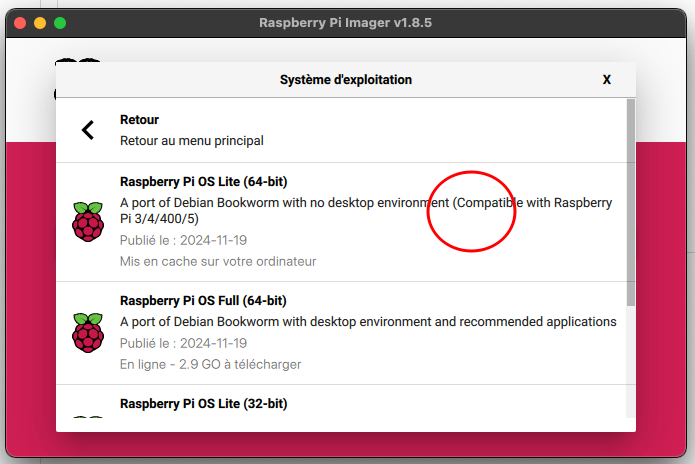 Raspberry Pi Imager v1.8.5
Système d'exploitation
X
Retour
Retour au menu principal
Raspberry Pi OS Lite (64-bit)
A port of Debian Bookworm with no desktop environment (Compatible with Raspberry
Pi 3/4/400/5)
Publié le : 2024-11-19
Mis en cache sur votre ordinateur
Raspberry Pi OS Full (64-bit)
A port of Debian Bookworm with desktop environment and recommended applications
Publié le : 2024-11-19
En ligne - 2.9 GO à télécharger
Raspberry Pi OS Lite (32-bit)